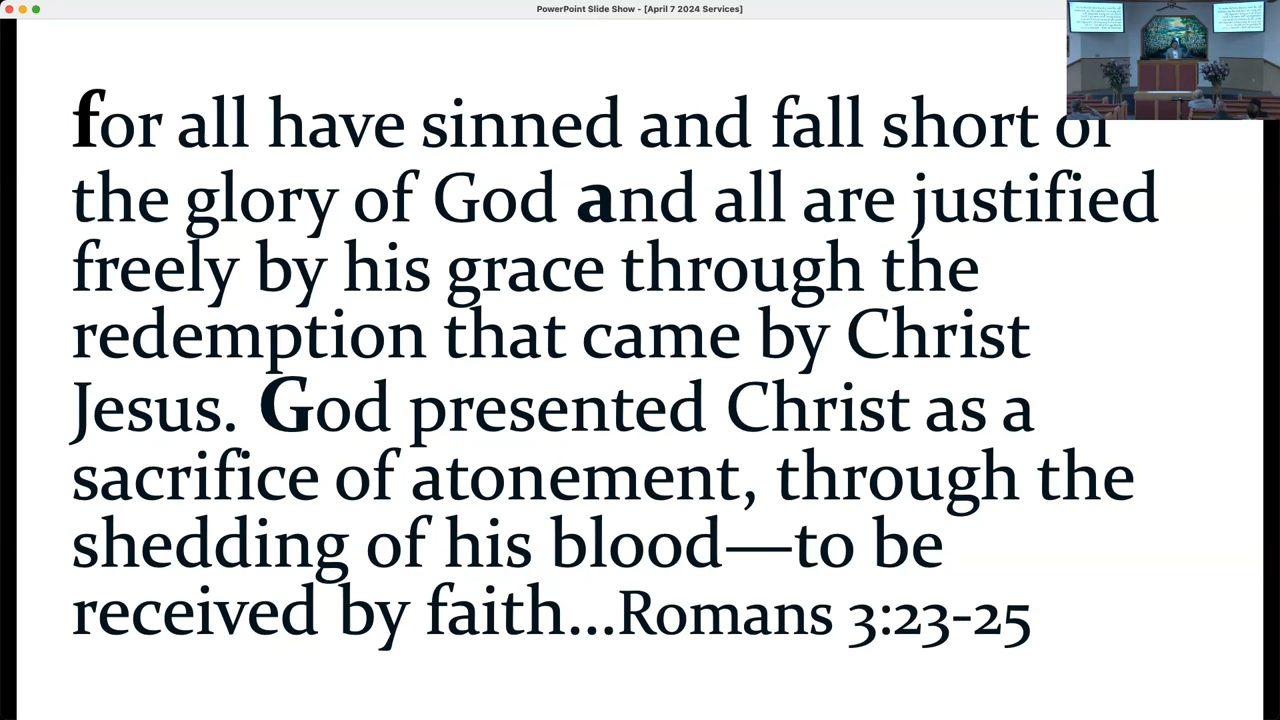 PowerPoint Slide Show - [April 7 2024 Services]
for all have sinned and fall short of
the glory of God and all are justified
freely by his grace through the
redemption that came by Christ
Jesus. God presented Christ as a
sacrifice of atonement, through the
shedding of his blood—to be
received by faith...Romans 3:23-25